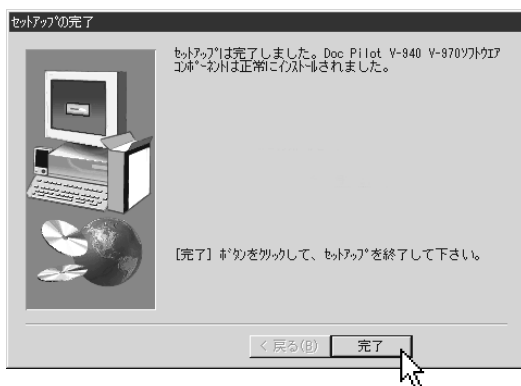 ｾｯﾄｱｯﾌﾟの完了
ｾｯﾄｱｯﾌﾟは完了しました。Doc Pilot V-940 V-970ｿﾌﾄｳｴｱ
ｺﾝﾎﾟｰﾈﾝﾄは正常にｲﾝｽﾄｰﾙされました。
[完了] ﾎﾞﾀﾝをｸﾘｯｸして、ｾｯﾄｱｯﾌﾟを終了して下さい。
< 戻る(B)
完了